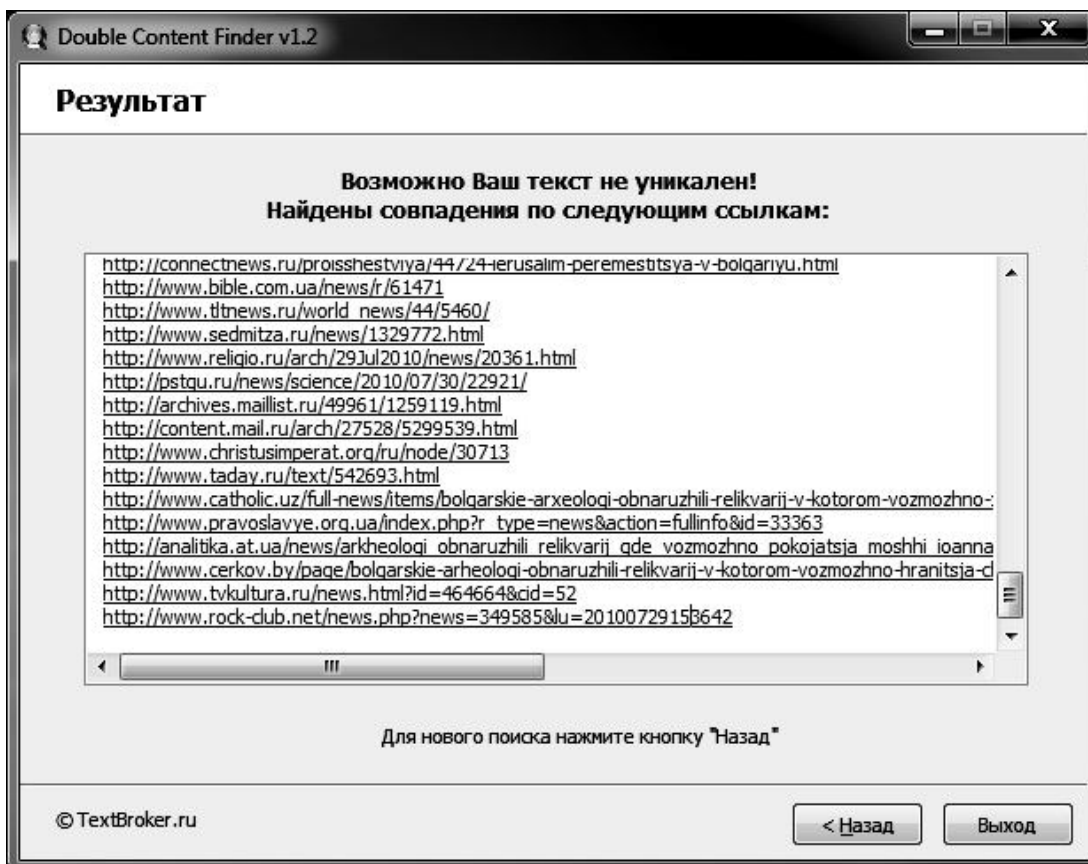 Double Content Finder v1.2
Результат
Возможно Ваш текст не уникален!
Найдены совпадения по следующим ссылкам:
http://connectnews.ru/proisshestviya/44724-ierusalim-peremestitsya-v-bolgariyu.html
http://www.bible.com.ua/news/r/61471
http://www.tltnews.ru/world_news/44/5460/
http://www.sedmitza.ru/news/1329772.html
http://www.religio.ru/arch/29Jul2010/news/20361.html
http://pstgu.ru/news/science/2010/07/30/22921/
http://archives.maillist.ru/49961/1259119.html
http://content.mail.ru/arch/27528/5299539.html
http://www.christusimperat.org/ru/node/30713
http://www.taday.ru/text/542693.html
http://www.catholic.uz/full-news/items/bolgarskie-arxeologi-obnaruzhili-relikvarij-v-kotorom-vozmozhno-
http://www.pravoslavye.org.ua/index.php?r_type=news&action=fullinfo&id=33363
http://analitika.at.ua/news/arkheologi_obnaruzhili_relikvarij_gde_vozmozhno_pokojatsja_moshhi_ioanna
http://www.cerkov.by/page/bolgarskie-arheologi-obnaruzhili-relikvarij-v-kotorom-vozmozhno-hranitsja-c
http://www.tvkultura.ru/news.html?id=464664&cid=52
http://www.rock-club.net/news.php?news=349585&lu=20100729153642
Для нового поиска нажмите кнопку "Назад"
© TextBroker.ru
< Назад
Выход